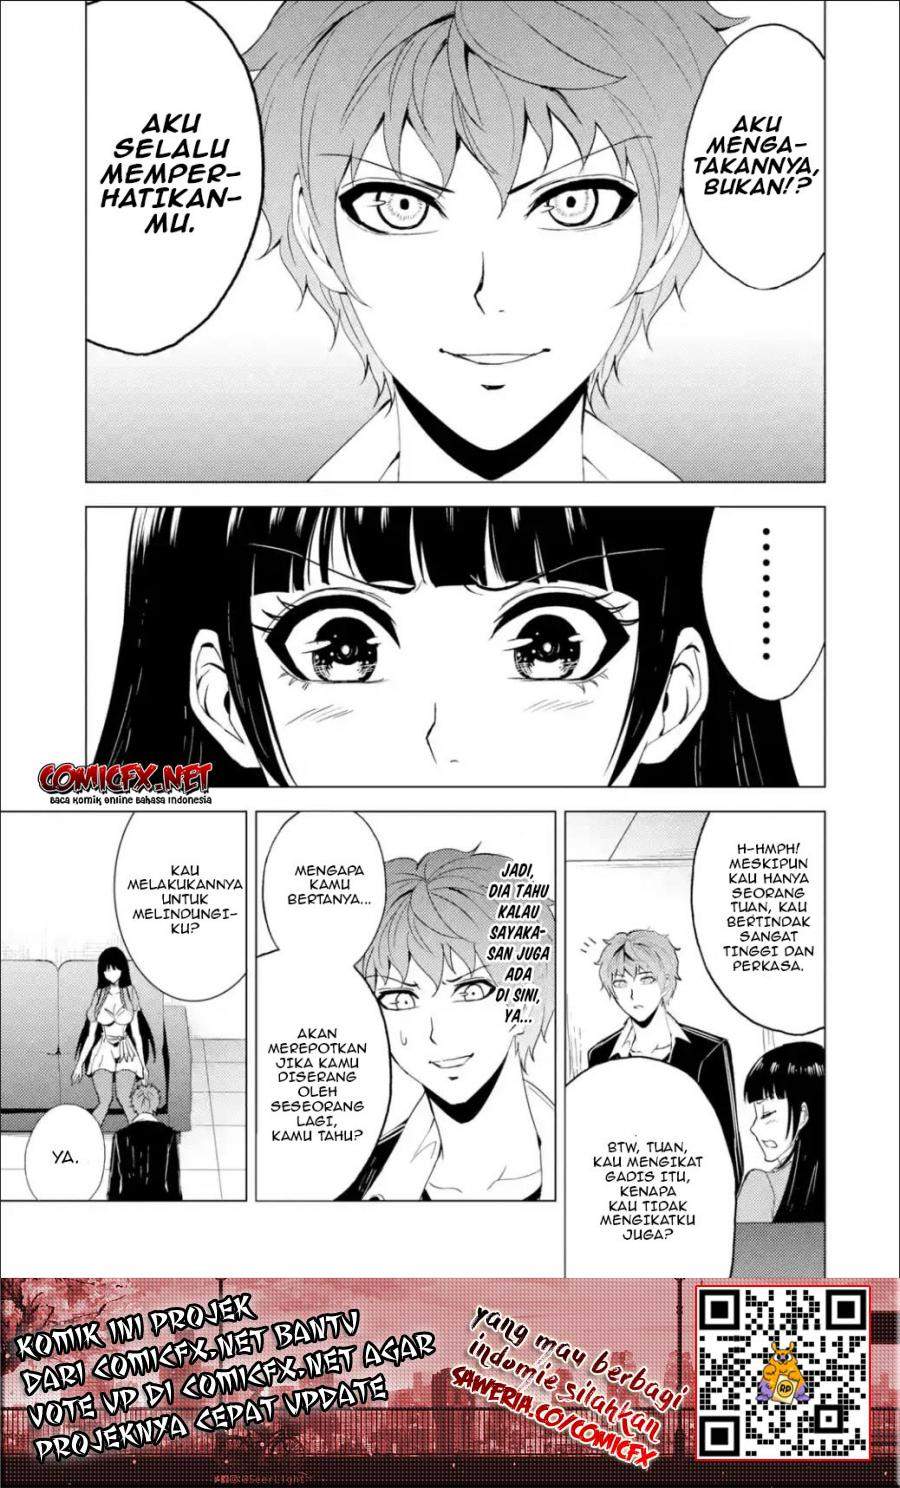 AKU
MENGA-
TAKANNYA,
BUKAN!?
AKU
SELALU
MEMPER-
HATIKAN-
MU.
.........
COMICFX.NET
Baca Komik Online Bahasa Indonesia
H-HMPH!
MESKIPUN
KAU HANYA
SEORANG
TUAN, KAU
BERTINDAK
SANGAT
TINGGI DAN
PERKASA.
BTW, TUAN,
KAU MENGIKAT
GADIS ITU,
KENAPA
KAU TIDAK
MENGIKATKU
JUGA?
JADI,
DIA TAHU
KALAU
SAYAKA-
SAN JUGA
ADA
DI SINI,
YA...
MENGAPA
KAMU
BERTANYA...
AKAN
MEREPOTKAN
JIKA KAMU
DISERANG
OLEH
SESEORANG
LAGI,
KAMU TAHU?
KAU
MELAKUKANNYA
UNTUK
MELINDUNGI-
KU?
YA.
KOMIK INI PROJEK
DARI COMICFX.NET BANTU
VOTE UP DI COMICFX.NET AGAR
PROJEKNYA CEPAT UPDATE
yang mau berbagi
indomie silahkan
SAWERIA.CO/COMICFX
RP
@SeerLight